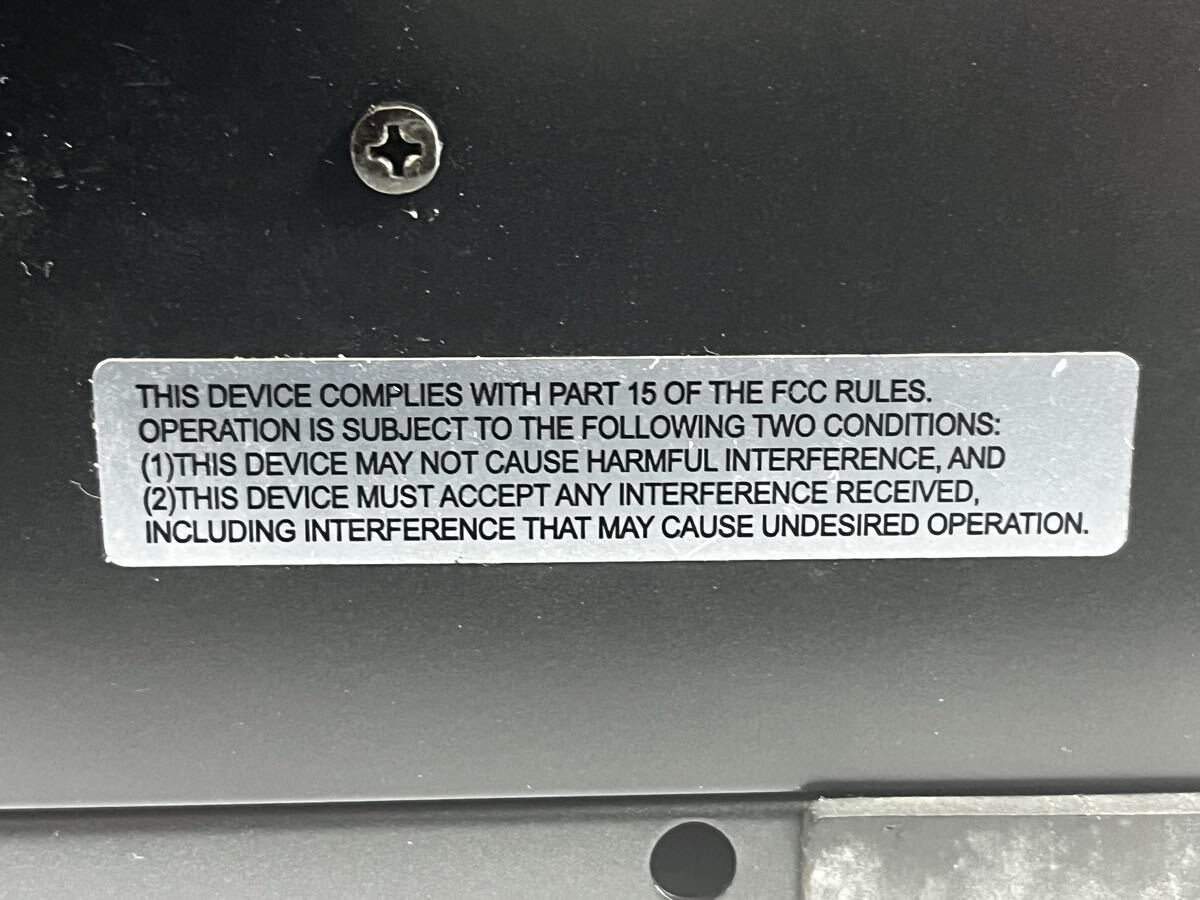 THIS DEVICE COMPLIES WITH PART 15 OF THE FCC RULES.
OPERATION IS SUBJECT TO THE FOLLOWING TWO CONDITIONS:
(1)THIS DEVICE MAY NOT CAUSE HARMFUL INTERFERENCE, AND
(2)THIS DEVICE MUST ACCEPT ANY INTERFERENCE RECEIVED,
INCLUDING INTERFERENCE THAT MAY CAUSE UNDESIRED OPERATION.